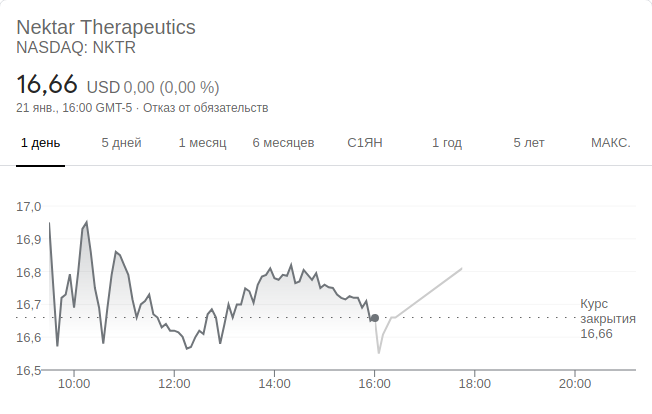 Nektar Therapeutics
NASDAQ: NKTR
16,66 USD 0,00 (0,00 %)
21 янв., 16:00 GMT-5 · Отказ от обязательств
1 день 5 дней 1 месяц 6 месяцев С1ЯН 1 год 5 лет МАКС.
17,0
16,9
16,8
16,7
16,6
16,5
Курс
закрытия
16,66
10:00 12:00 14:00 16:00 18:00 20:00